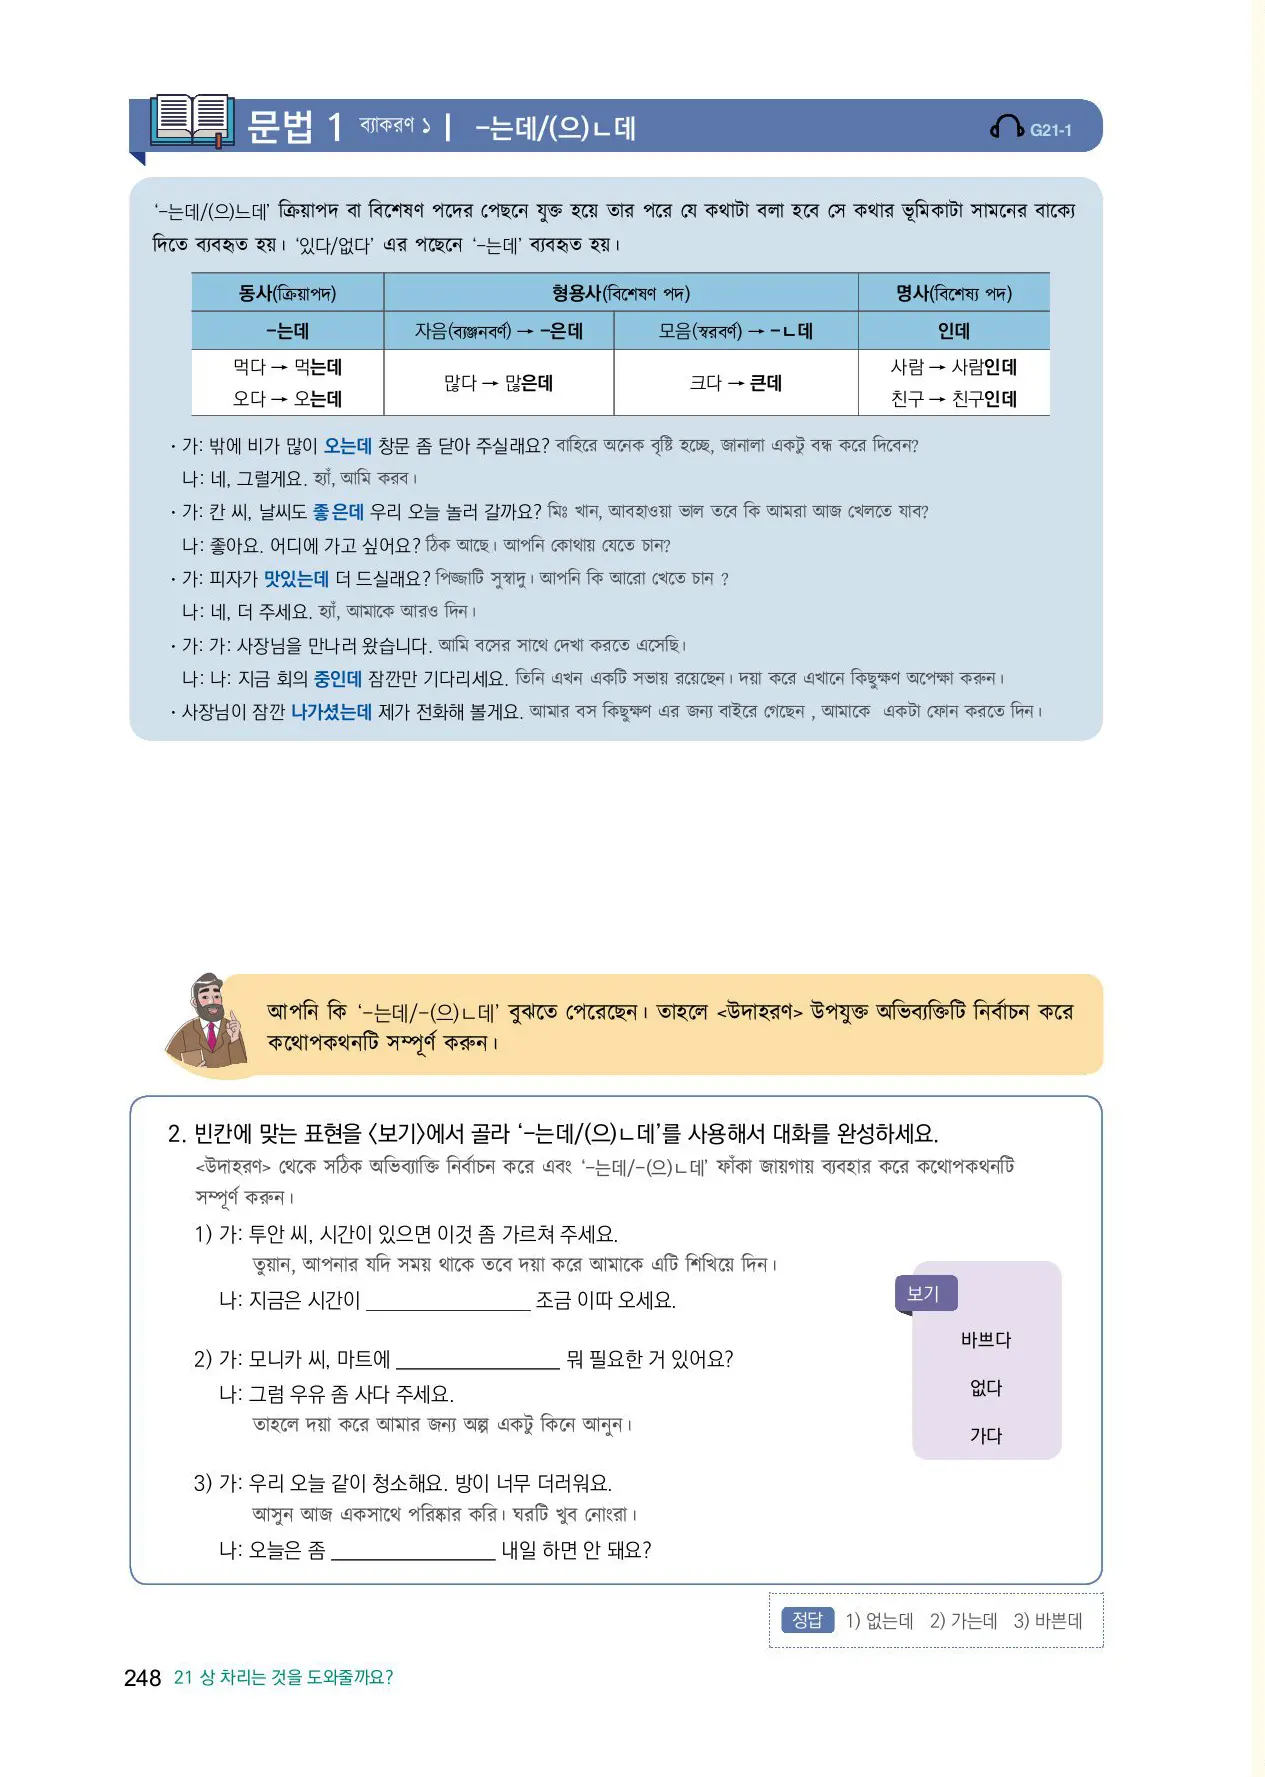 문법 1 ব্যাকরণ ১ | -는데/(으)ㄴ데
G21-1
‘-는데/(으)느데’ ক্রিয়াপদ বা বিশেষণ পদের পেছনে যুক্ত হয়ে তার পরে যে কথাটা বলা হবে সে কথার ভূমিকাটা সামনের বাক্যে
দিতে ব্যবহৃত হয়। ‘있다/없다’ এর পছেনে ‘-는데’ ব্যবহৃত হয়।
동사(ক্রিয়াপদ) 형용사(বিশেষণ পদ) 명사(বিশেষ্য পদ)
-는데 자음(ব্যঞ্জনবর্ণ) → -은데 모음(স্বরবর্ণ) → -ㄴ데 인데
먹다 → 먹는데 많다 → 많은데 크다 → 큰데 사람 → 사람인데
오다 → 오는데 친구 → 친구인데
· 가: 밖에 비가 많이 오는데 창문 좀 닫아 주실래요? বাহিরে অনেক বৃষ্টি হচ্ছে, জানালা একটু বন্ধ করে দিবেন?
나: 네, 그럴게요. হ্যাঁ, আমি করব।
· 가: 칸 씨, 날씨도 좋은데 우리 오늘 놀러 갈까요? মিঃ খান, আবহাওয়া ভাল তবে কি আমরা আজ খেলতে যাব?
나: 좋아요. 어디에 가고 싶어요? ঠিক আছে। আপনি কোথায় যেতে চান?
· 가: 피자가 맛있는데 더 드실래요? পিজ্জাটি সুস্বাদু। আপনি কি আরো খেতে চান ?
나: 네, 더 주세요. হ্যাঁ, আমাকে আরও দিন।
· 가: 가: 사장님을 만나러 왔습니다. আমি বসের সাথে দেখা করতে এসেছি।
나: 나: 지금 회의 중인데 잠깐만 기다리세요. তিনি এখন একটি সভায় রয়েছেন। দয়া করে এখানে কিছুক্ষণ অপেক্ষা করুন।
· 사장님이 잠깐 나가셨는데 제가 전화해 볼게요. আমার বস কিছুক্ষণ এর জন্য বাইরে গেছেন , আমাকে একটা ফোন করতে দিন।
আপনি কি ‘-는데/-(으)ㄴ데’ বুঝতে পেরেছেন। তাহলে <উদাহরণ> উপযুক্ত অভিব্যক্তিটি নির্বাচন করে
কথোপকথনটি সম্পূর্ণ করুন।
2. 빈칸에 맞는 표현을 <보기>에서 골라 ‘-는데/(으)ㄴ데’를 사용해서 대화를 완성하세요.
<উদাহরণ> থেকে সঠিক অভিব্যক্তি নির্বাচন করে এবং ‘-는데/-(으)ㄴ데’ ফাঁকা জায়গায় ব্যবহার করে কথোপকথনটি
সম্পূর্ণ করুন।
1) 가: 투안 씨, 시간이 있으면 이것 좀 가르쳐 주세요.
তুয়ান, আপনার যদি সময় থাকে তবে দয়া করে আমাকে এটি শিখিয়ে দিন।
나: 지금은 시간이 ________ 조금 이따 오세요.
2) 가: 모니카 씨, 마트에 ________ 뭐 필요한 거 있어요?
나: 그럼 우유 좀 사다 주세요.
তাহলে দয়া করে আমার জন্য অল্প একটু কিনে আনুন।
3) 가: 우리 오늘 같이 청소해요. 방이 너무 더러워요.
আসুন আজ একসাথে পরিষ্কার করি। ঘরটি খুব নোংরা।
나: 오늘은 좀 ________ 내일 하면 안 돼요?
보기
바쁘다
없다
가다
정답 1) 없는데 2) 가는데 3) 바쁜데
248 21 상 차리는 것을 도와줄까요?